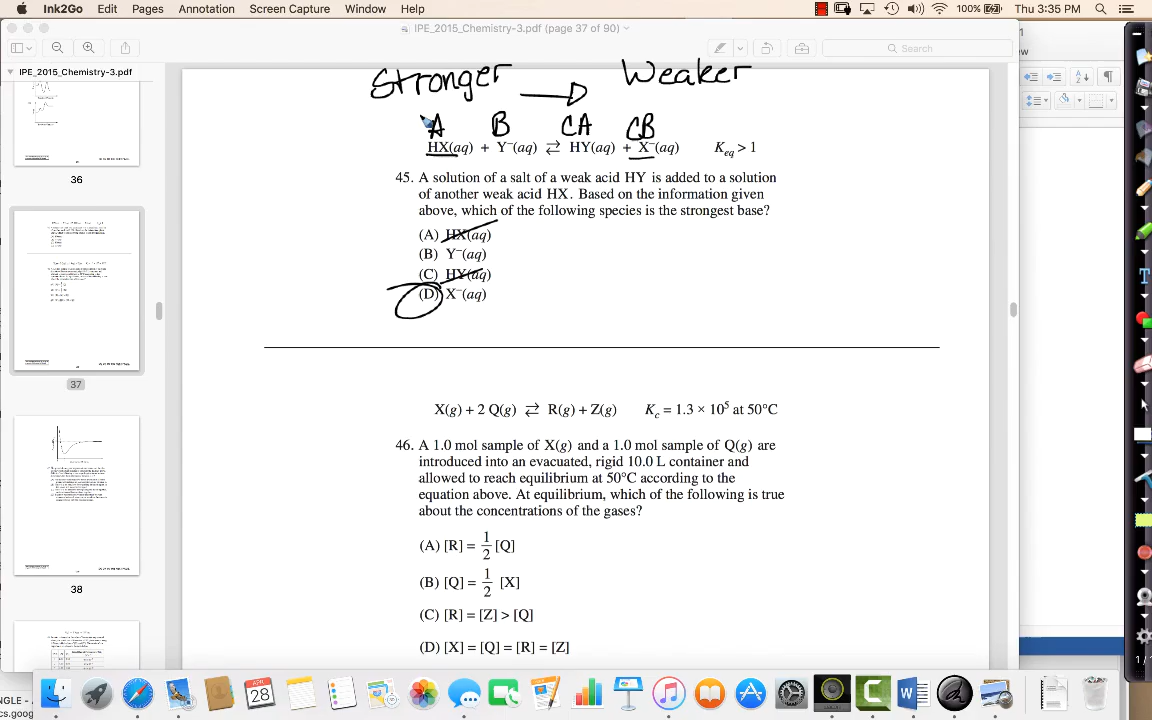 Ink2Go Edit Pages Annotation Screen Capture Window Help 100% Thu 3:35 PM
IPE_2015_Chemistry-3.pdf (page 37 of 90)
Search
IPE_2015_Chemistry-3.pdf
36
37
38
Stronger → Weaker
A B CA CB
HX(aq) + Y⁻(aq) ⇄ HY(aq) + X⁻(aq) Keq > 1
45. A solution of a salt of a weak acid HY is added to a solution
of another weak acid HX. Based on the information given
above, which of the following species is the strongest base?
(A) HX(aq)
(B) Y⁻(aq)
(C) HY(aq)
(D) X⁻(aq)
X(g) + 2 Q(g) ⇄ R(g) + Z(g) Kc = 1.3 × 10⁵ at 50°C
46. A 1.0 mol sample of X(g) and a 1.0 mol sample of Q(g) are
introduced into an evacuated, rigid 10.0 L container and
allowed to reach equilibrium at 50°C according to the
equation above. At equilibrium, which of the following is true
about the concentrations of the gases?
(A) [R] = 1/2 [Q]
(B) [Q] = 1/2 [X]
(C) [R] = [Z] > [Q]
(D) [X] = [Q] = [R] = [Z]
APR
28